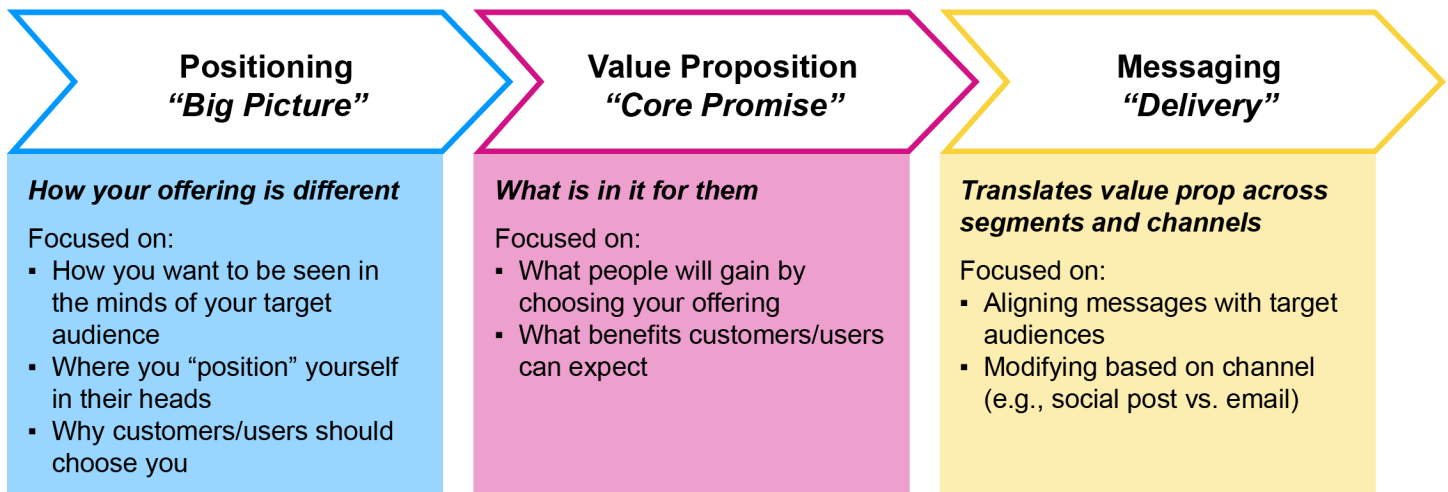 Positioning
“Big Picture”
How your offering is different
Focused on:
▪ How you want to be seen in
the minds of your target
audience
▪ Where you “position” yourself
in their heads
▪ Why customers/users should
choose you
Value Proposition
“Core Promise”
What is in it for them
Focused on:
▪ What people will gain by
choosing your offering
▪ What benefits customers/users
can expect
Messaging
“Delivery”
Translates value prop across
segments and channels
Focused on:
▪ Aligning messages with target
audiences
▪ Modifying based on channel
(e.g., social post vs. email)